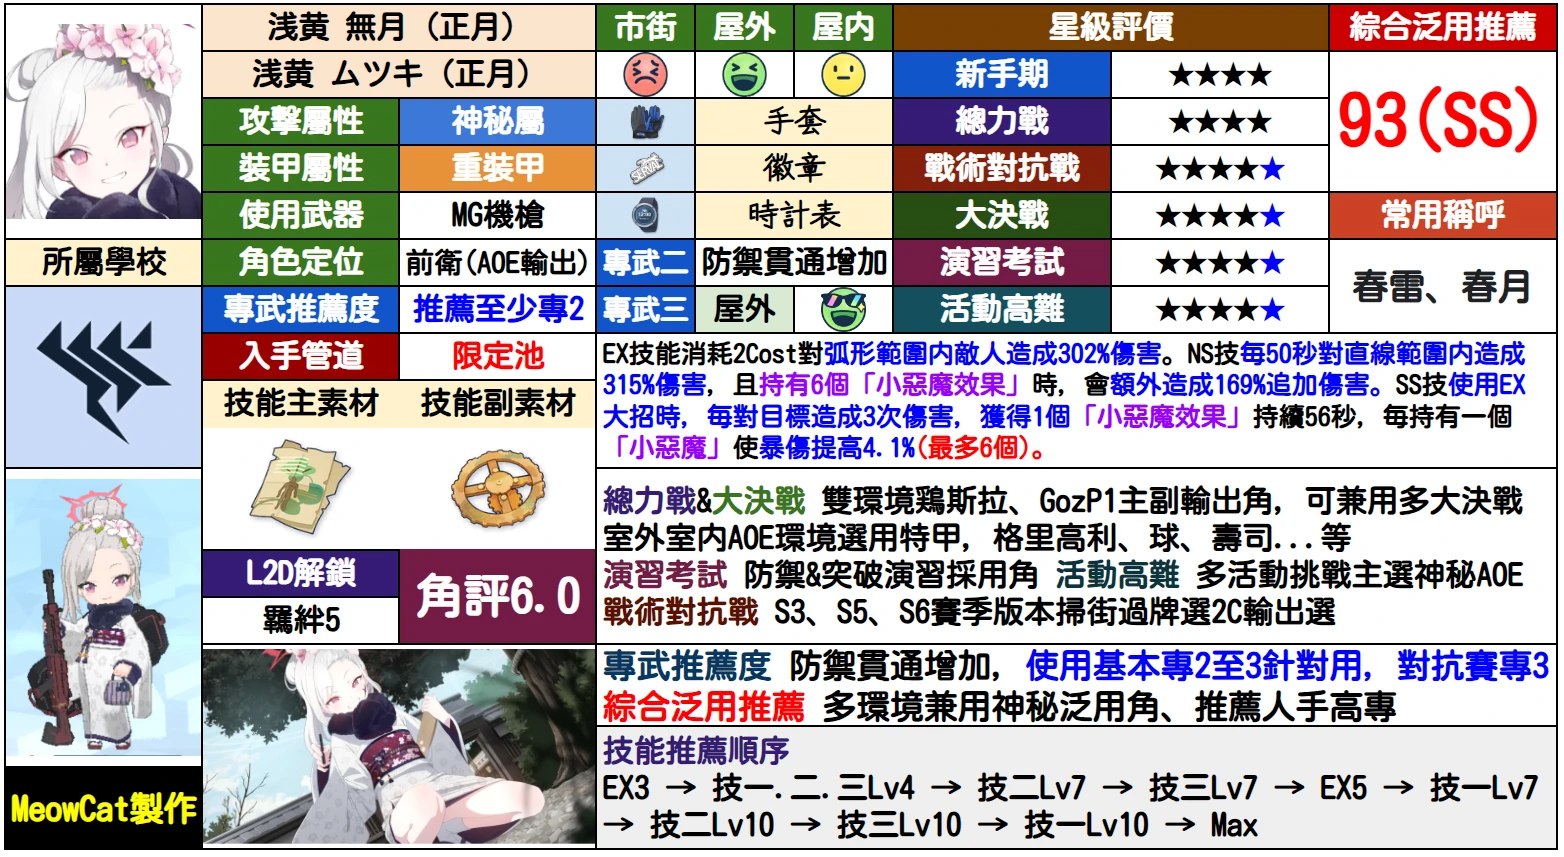 浅黄 無月（正月）
浅黄 ムツキ（正月）
市街 屋外 屋内
星級評價
綜合泛用推薦
新手期 ★★★★
93(SS)
攻擊屬性 神秘屬
手套
總力戰 ★★★★
裝甲屬性 重裝甲
SERVAL
徽章
戰術對抗戰 ★★★★★
使用武器 MG機槍
時計表
大決戰 ★★★★★
常用稱呼
所屬學校
角色定位 前衛(AOE輸出)
專武二 防禦貫通增加
演習考試 ★★★★★
春雷、春月
專武推薦度 推薦至少專2
專武三 屋外
活動高難 ★★★★★
入手管道 限定池
技能主素材 技能副素材
EX技能消耗2Cost對弧形範圍內敵人造成302%傷害。NS技每50秒對直線範圍內造成
315%傷害，且持有6個「小惡魔效果」時，會額外造成169%追加傷害。SS技使用EX
大招時，每對目標造成3次傷害，獲得1個「小惡魔效果」持續56秒，每持有一個
「小惡魔」使暴傷提高4.1%(最多6個)。
總力戰&大決戰 雙環境鶏斯拉、GozP1主副輸出角，可兼用多大決戰
室外室內AOE環境選用特甲，格里高利、球、壽司...等
演習考試 防禦&突破演習採用角 活動高難 多活動挑戰主選神秘AOE
戰術對抗戰 S3、S5、S6賽季版本掃街過牌選2C輸出選
L2D解鎖
羈絆5
角評6.0
專武推薦度 防禦貫通增加，使用基本專2至3針對用，對抗賽專3
綜合泛用推薦 多環境兼用神秘泛用角、推薦人手高專
技能推薦順序
EX3 → 技一.二.三Lv4 → 技二Lv7 → 技三Lv7 → EX5 → 技一Lv7
→ 技二Lv10 → 技三Lv10 → 技一Lv10 → Max
MeowCat製作